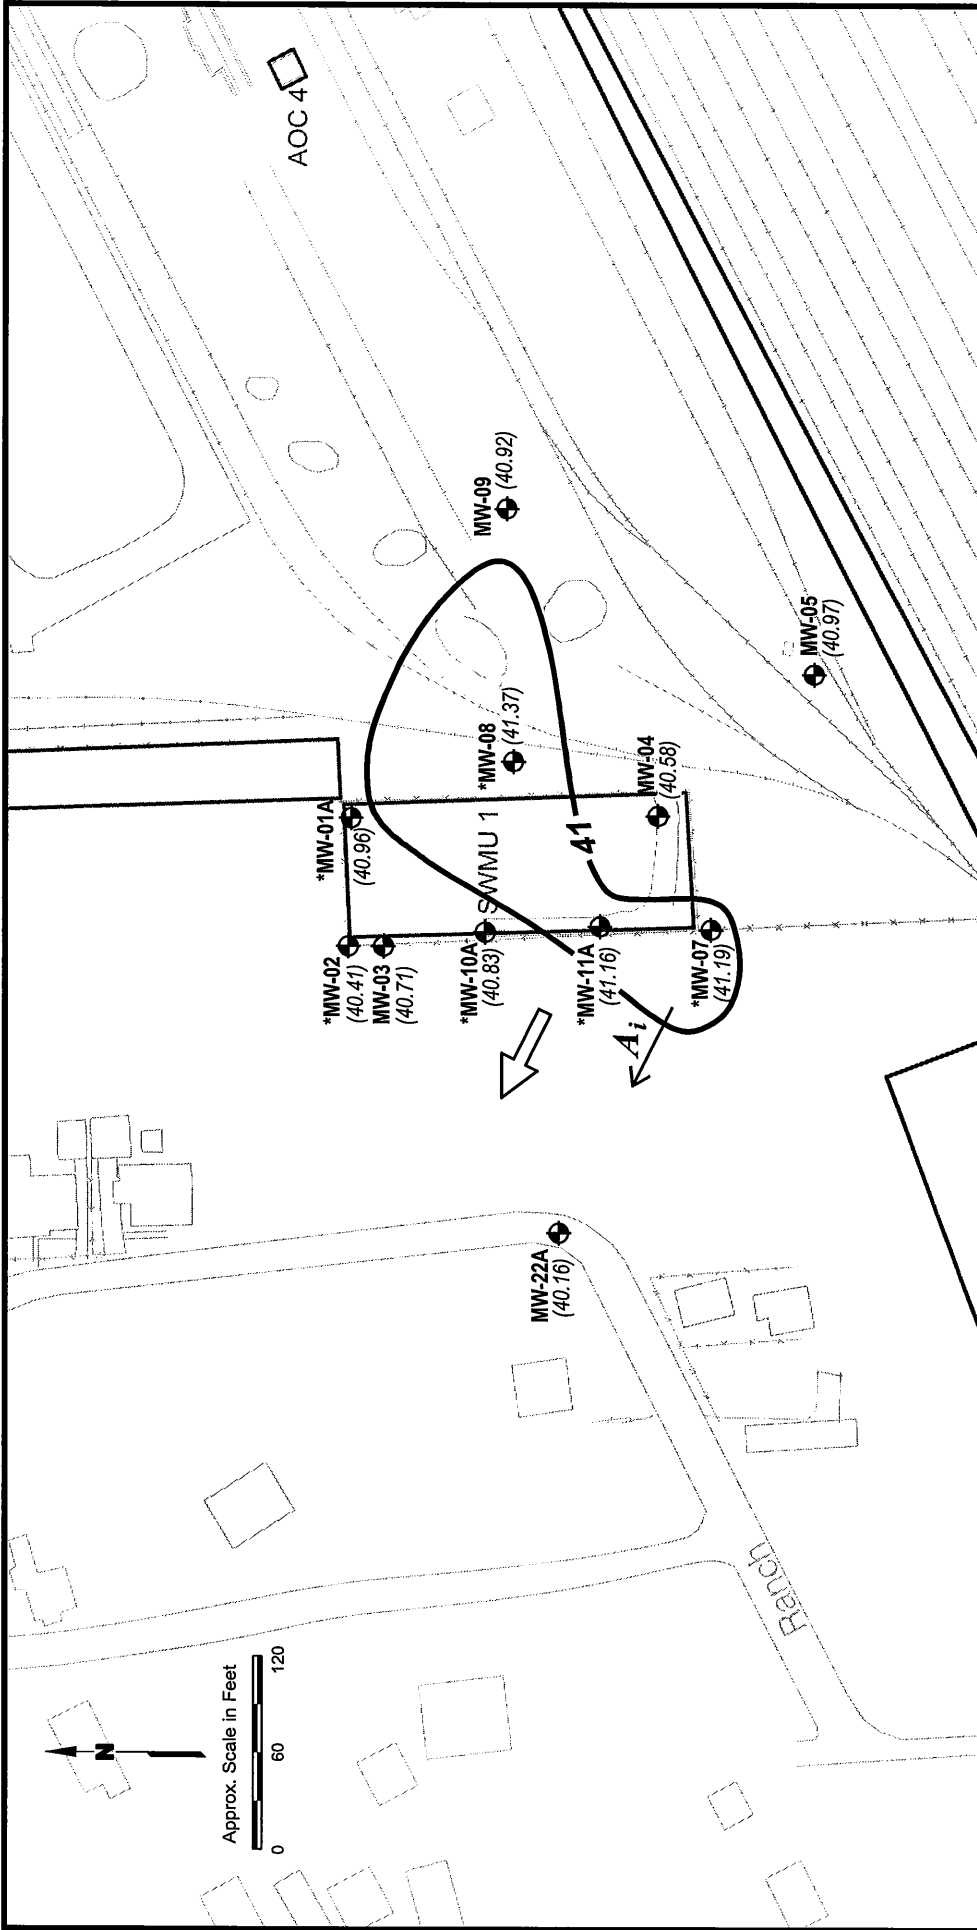 AOC 4
MW-09
(40.92)
*MW-08
(41.37)
MW-05
(40.97)
MW-04
(40.58)
*MW-01A
(40.96)
SWMU 1
41
*MW-02
(40.41)
MW-03
(40.71)
*MW-10A
(40.83)
*MW-11A
(41.16)
*MW-07
(41.19)
A_i
MW-22A
(40.16)
Ranch
N
Approx. Scale in Feet
0 60 120